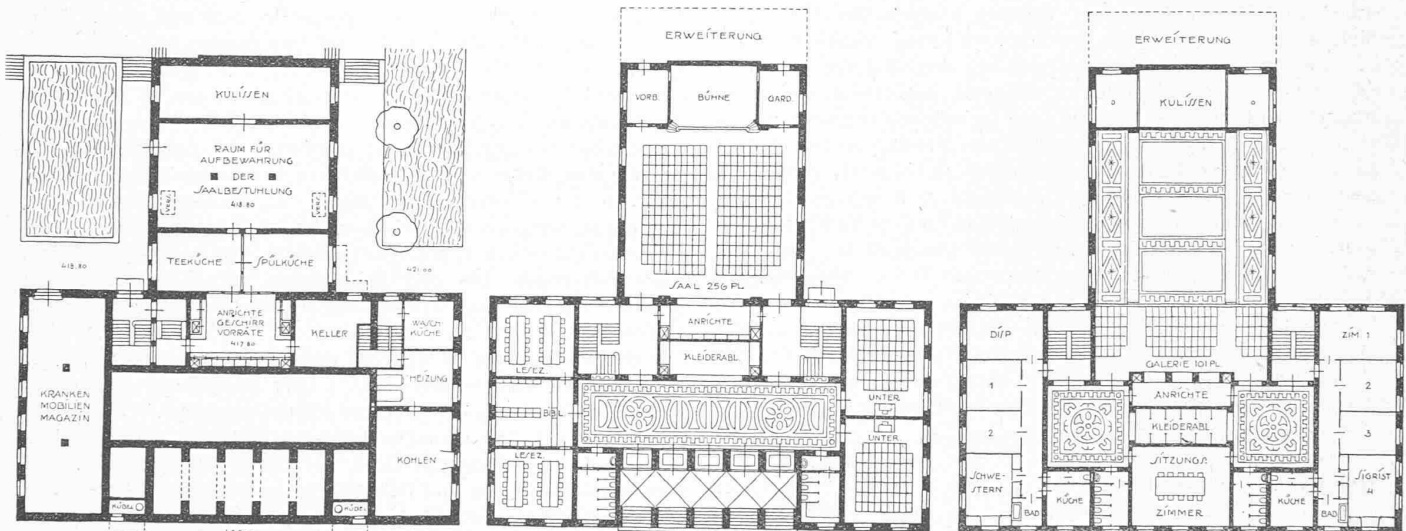 KULISSEN
RAUM FÜR
AUFBEWAHRUNG
DER
SAALBESTUHLUNG
418.80
VERS.
VERS.
TEEKÜCHE
SPÜLKÜCHE
418.80
421.00
ANRICHTE
GESCHIRR
VORRÄTE
417.80
KELLER
WASCH
KÜCHE
HEIZUNG
KRANKEN
MOBILIEN
MAGAZIN
KOHLEN
ERWEITERUNG
VORB.
BÜHNE
GARD.
SAAL 256 PL.
ANRICHTE
KLEIDERABL.
LESEZ.
BIBL.
LESEZ.
UNTER.
UNTER.
ERWEITERUNG
KULISSEN
DISP.
ZIM. 1
GALERIE 101 PL.
1
2
ANRICHTE
KLEIDERABL.
2
3
SITZUNGS
ZIMMER
SCHWE-
STERN
KÜCHE
KÜCHE
SIGRIST
4
BAD
BAD